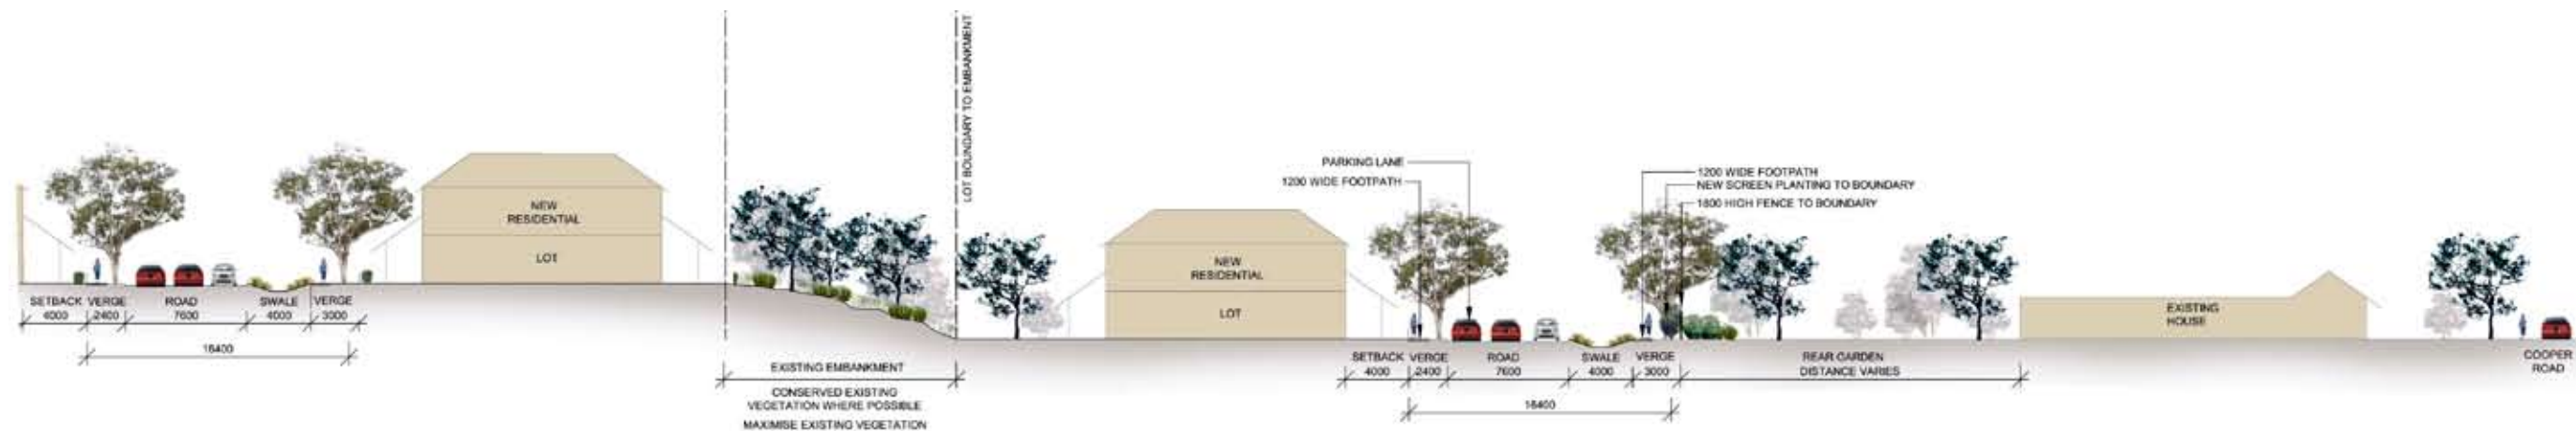 SETBACK VERGE ROAD SWALE VERGE
4000 2400 7600 4000 3000
16400
NEW
RESIDENTIAL
LOT
LOT BOUNDARY TO EMBANKMENT
EXISTING EMBANKMENT
CONSERVED EXISTING
VEGETATION WHERE POSSIBLE
MAXIMISE EXISTING VEGETATION
NEW
RESIDENTIAL
LOT
PARKING LANE
1200 WIDE FOOTPATH
1200 WIDE FOOTPATH
NEW SCREEN PLANTING TO BOUNDARY
1800 HIGH FENCE TO BOUNDARY
SETBACK VERGE ROAD SWALE VERGE
4000 2400 7600 4000 3000
16400
REAR GARDEN
DISTANCE VARIES
EXISTING
HOUSE
COOPER
ROAD